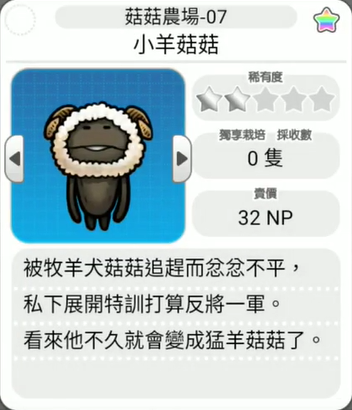 菇菇農場-07
小羊菇菇
稀有度
獨享栽培 採收數
0 隻
賣價
32 NP
被牧羊犬菇菇追趕而忿忿不平，
私下展開特訓打算反將一軍。
看來他不久就會變成猛羊菇菇了。